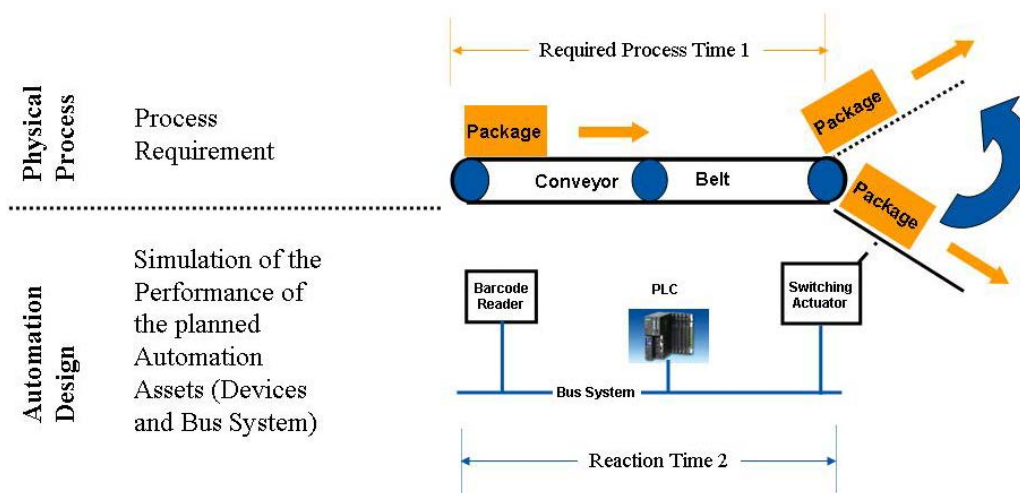 Physical
Process
Process
Requirement
Required Process Time 1
Package
Conveyor Belt
Package
Package
Automation
Design
Simulation of the
Performance of
the planned
Automation
Assets (Devices
and Bus System)
Barcode
Reader
PLC
Switching
Actuator
Bus System
Reaction Time 2